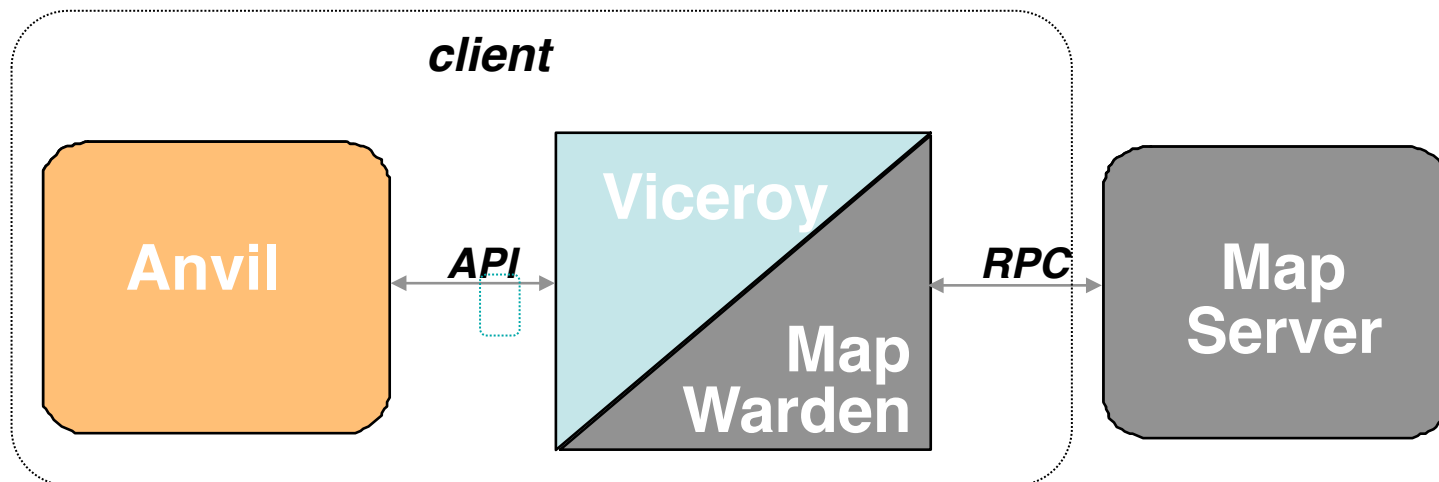 client
Anvil
API
Viceroy
Map
Warden
RPC
Map
Server